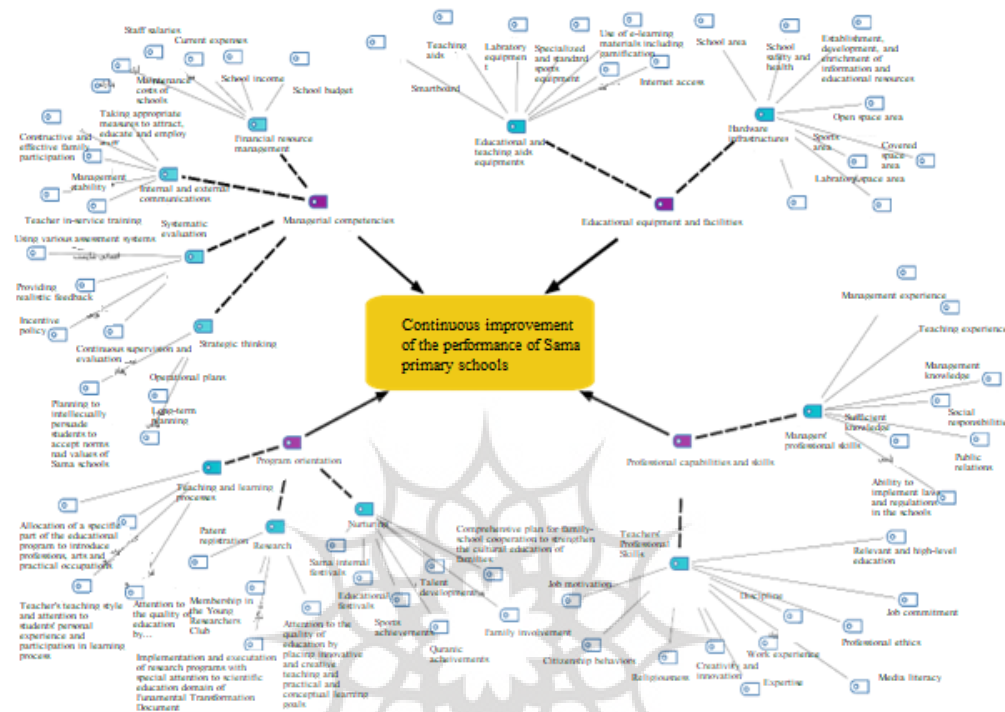 Staff salaries
Current expenses
Maintenance
costs of
schools
School income
School budget
Financial resource
management
Taking appropriate
measures to attract,
educate and employ
Constructive and
effective family
participation
Management
stability
Internal and external
communications
Teacher in-service training
Managerial competencies
Systematic
evaluation
Using various assessment systems
Providing
realistic feedback
Incentive
policy
Continuous supervision and
evaluation
Strategic thinking
Operational plans
Long-term
planning
Planning to
intellecually
persuade
students to
accept norms
nad values of
Sama schools
Teaching
aids
Labratory
equipmen
t
Specialized
and standard
sports
equipment
Use of e-learning
materials including
gamification
Internet access
Smartboard
Educational and
teaching aids
equipments
School area
School
safety and
health
Establishment,
development, and
enrichment of
information and
educational resources
Hardware
infrastructures
Open space area
Sports
area
Covered
space
area
Labratory space area
Educational equipment and facilities
Continuous improvement
of the performance of Sama
primary schools
Management experience
Teaching experience
Management
knowledge
Social
responsibilities
Sufficient
knowledge
Public
relations
Managers'
professional skills
Ability to
implement laws
and regulations
in the schools
Professional capabilities and skills
Teachers'
Professional
Skills
Relevant and high-level
education
Job commitment
Professional ethics
Media literacy
Discipline
Work experience
Expertise
Creativity and
innovation
Religiousness
Citizenship behaviors
Job motivation
Program orientation
Teaching and learning
processes
Allocation of a specific
part of the educational
program to introduce
professions, arts and
practical occupations
Teacher's teaching style
and attention to
students' personal
experience and
participation in learning
process
Attention to
the quality of
education
by...
Research
Patent
registration
Membership in
the Young
Researchers
Club
Implementation and execution
of research programs with
special attention to scientific
education domain of
Funamental Transformation
Document
Attention to the
quality of
education by
placing innovative
and creative
teaching and
practical and
conceptual learning
goals
Nurturing
Sama internal
festivals
Educational
festivals
Sports
achievements
Talent
development
Quranic
acheivements
Comprehensive plan for family-
school cooperation to strengthen
the cultural education of
families
Family involvement